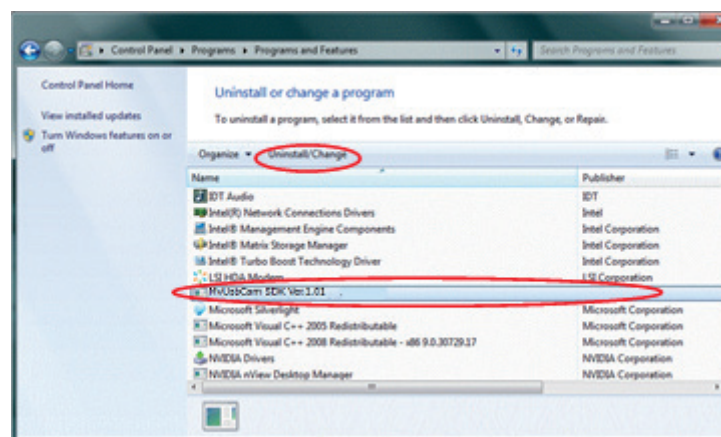 Control Panel ▸ Programs ▸ Programs and Features
Search Programs and Features
Control Panel Home
View installed updates
Turn Windows features on or
off
Uninstall or change a program
To uninstall a program, select it from the list and then click Uninstall, Change, or Repair.
Organize Uninstall/Change
Name Publisher
IDT Audio IDT
Intel(R) Network Connections Drivers Intel
Intel® Management Engine Components Intel Corporation
Intel® Matrix Storage Manager Intel Corporation
Intel® Turbo Boost Technology Driver Intel Corporation
LSI HDA Modem LSI Corporation
MvUsbCam SDK Ver.1.01
Microsoft Silverlight Microsoft Corporation
Microsoft Visual C++ 2005 Redistributable Microsoft Corporation
Microsoft Visual C++ 2008 Redistributable - x86 9.0.30729.17 Microsoft Corporation
NVIDIA Drivers NVIDIA Corporation
NVIDIA nView Desktop Manager NVIDIA Corporation